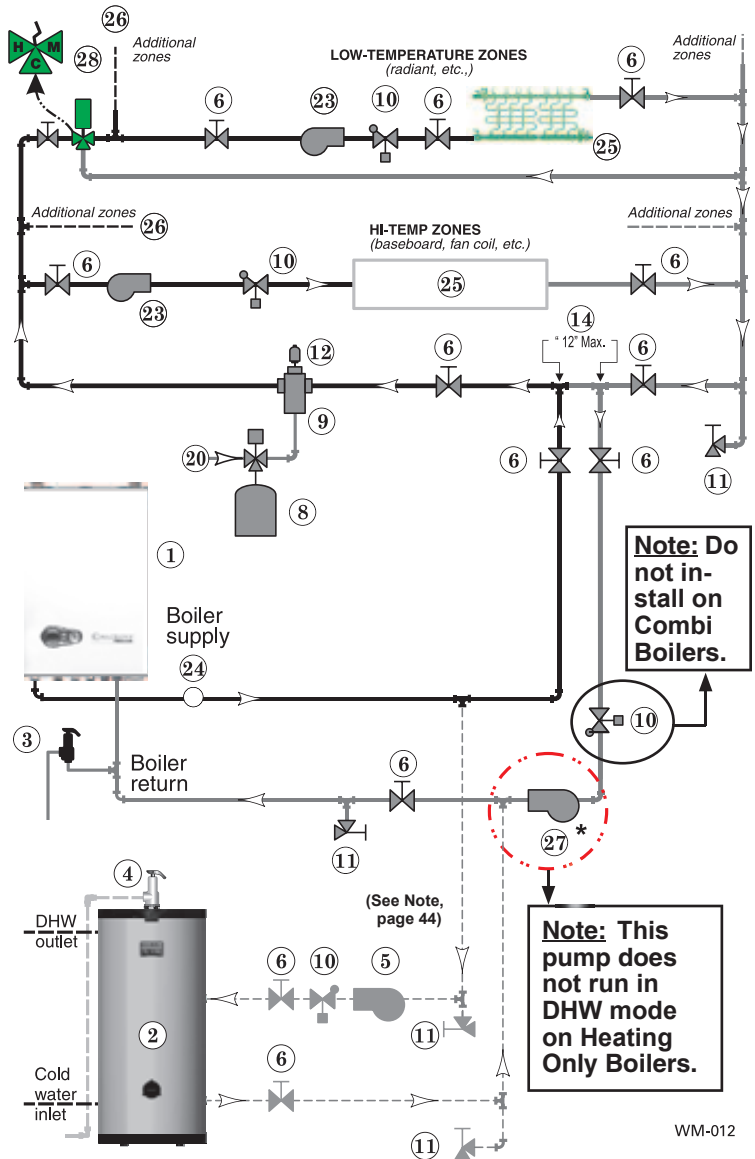 26
Additional
zones
LOW-TEMPERATURE ZONES
(radiant, etc.,)
Additional
zones
H M
C
28
6
6
23
10
6
25
Additional zones
26
HI-TEMP ZONES
(baseboard, fan coil, etc.)
Additional zones
6
10
6
23
25
14
" 12" Max.
12
6
6
9
20
6
6
11
8
1
Note: Do
not in-
stall on
Combi
Boilers.
Boiler
supply
24
3
10
Boiler
return
6
27 *
11
4
(See Note,
page 44)
DHW
outlet
6
10
5
Note: This
pump does
not run in
DHW mode
on Heating
Only Boilers.
11
2
6
Cold
water
inlet
11
WM-012